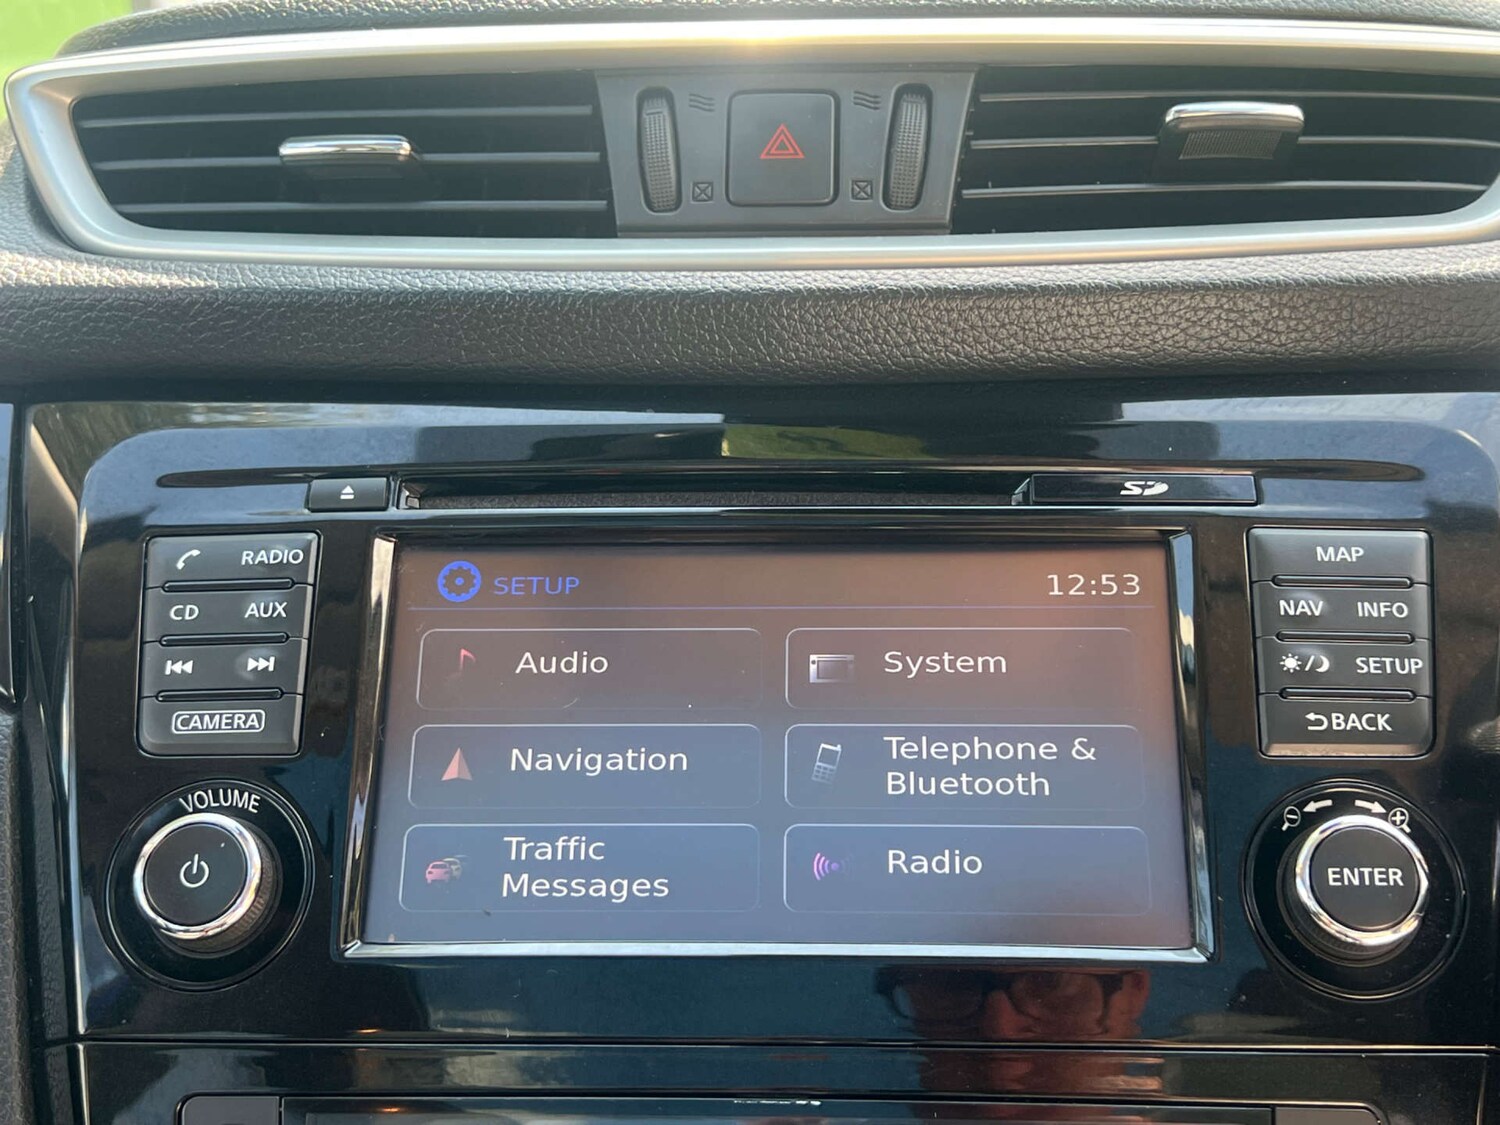 SD
RADIO
CD AUX
CAMERA
VOLUME
SETUP 12:53
Audio
System
Navigation
Telephone &
Bluetooth
Traffic
Messages
Radio
MAP
NAV INFO
SETUP
BACK
ENTER